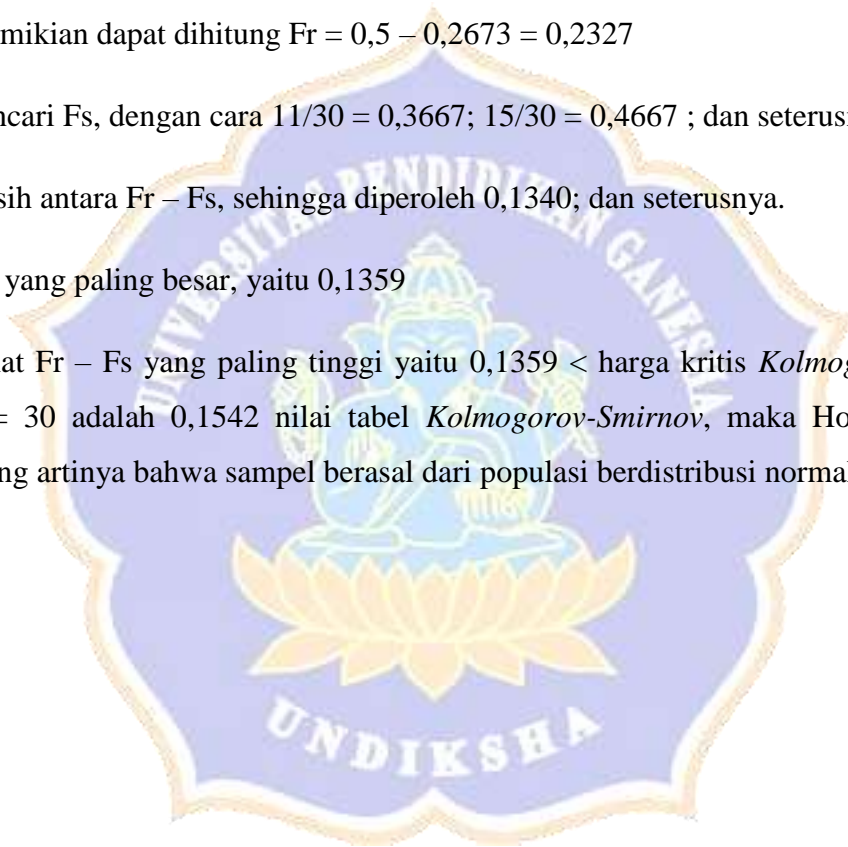 mikian dapat dihitung Fr = 0,5 – 0,2673 = 0,2327
ncari Fs, dengan cara 11/30 = 0,3667; 15/30 = 0,4667 ; dan seterus
sih antara Fr – Fs, sehingga diperoleh 0,1340; dan seterusnya.
yang paling besar, yaitu 0,1359
at Fr – Fs yang paling tinggi yaitu 0,1359 < harga kritis Kolmog
= 30 adalah 0,1542 nilai tabel Kolmogorov-Smirnov, maka Ho
ng artinya bahwa sampel berasal dari populasi berdistribusi normal
UNIVERSITAS PENDIDIKAN GANESHA
UNDIKSHA